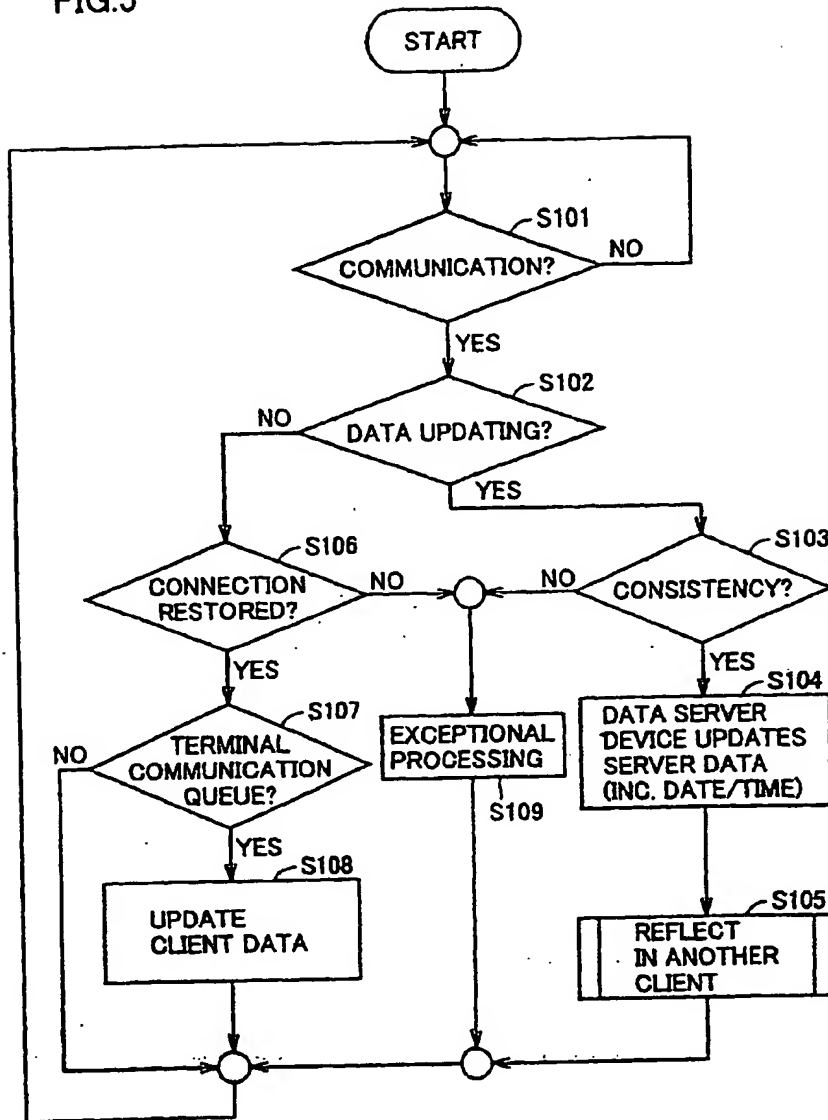 START
S101
COMMUNICATION?
NO
YES
S102
NO
DATA UPDATING?
YES
S106
S103
CONNECTION
RESTORED?
NO
NO
CONSISTENCY?
YES
YES
S107
S104
NO
TERMINAL
COMMUNICATION
QUEUE?
EXCEPTIONAL
PROCESSING
S109
DATA SERVER
DEVICE UPDATES
SERVER DATA
(INC. DATE/TIME)
YES
S108
UPDATE
CLIENT DATA
S105
REFLECT
IN ANOTHER
CLIENT